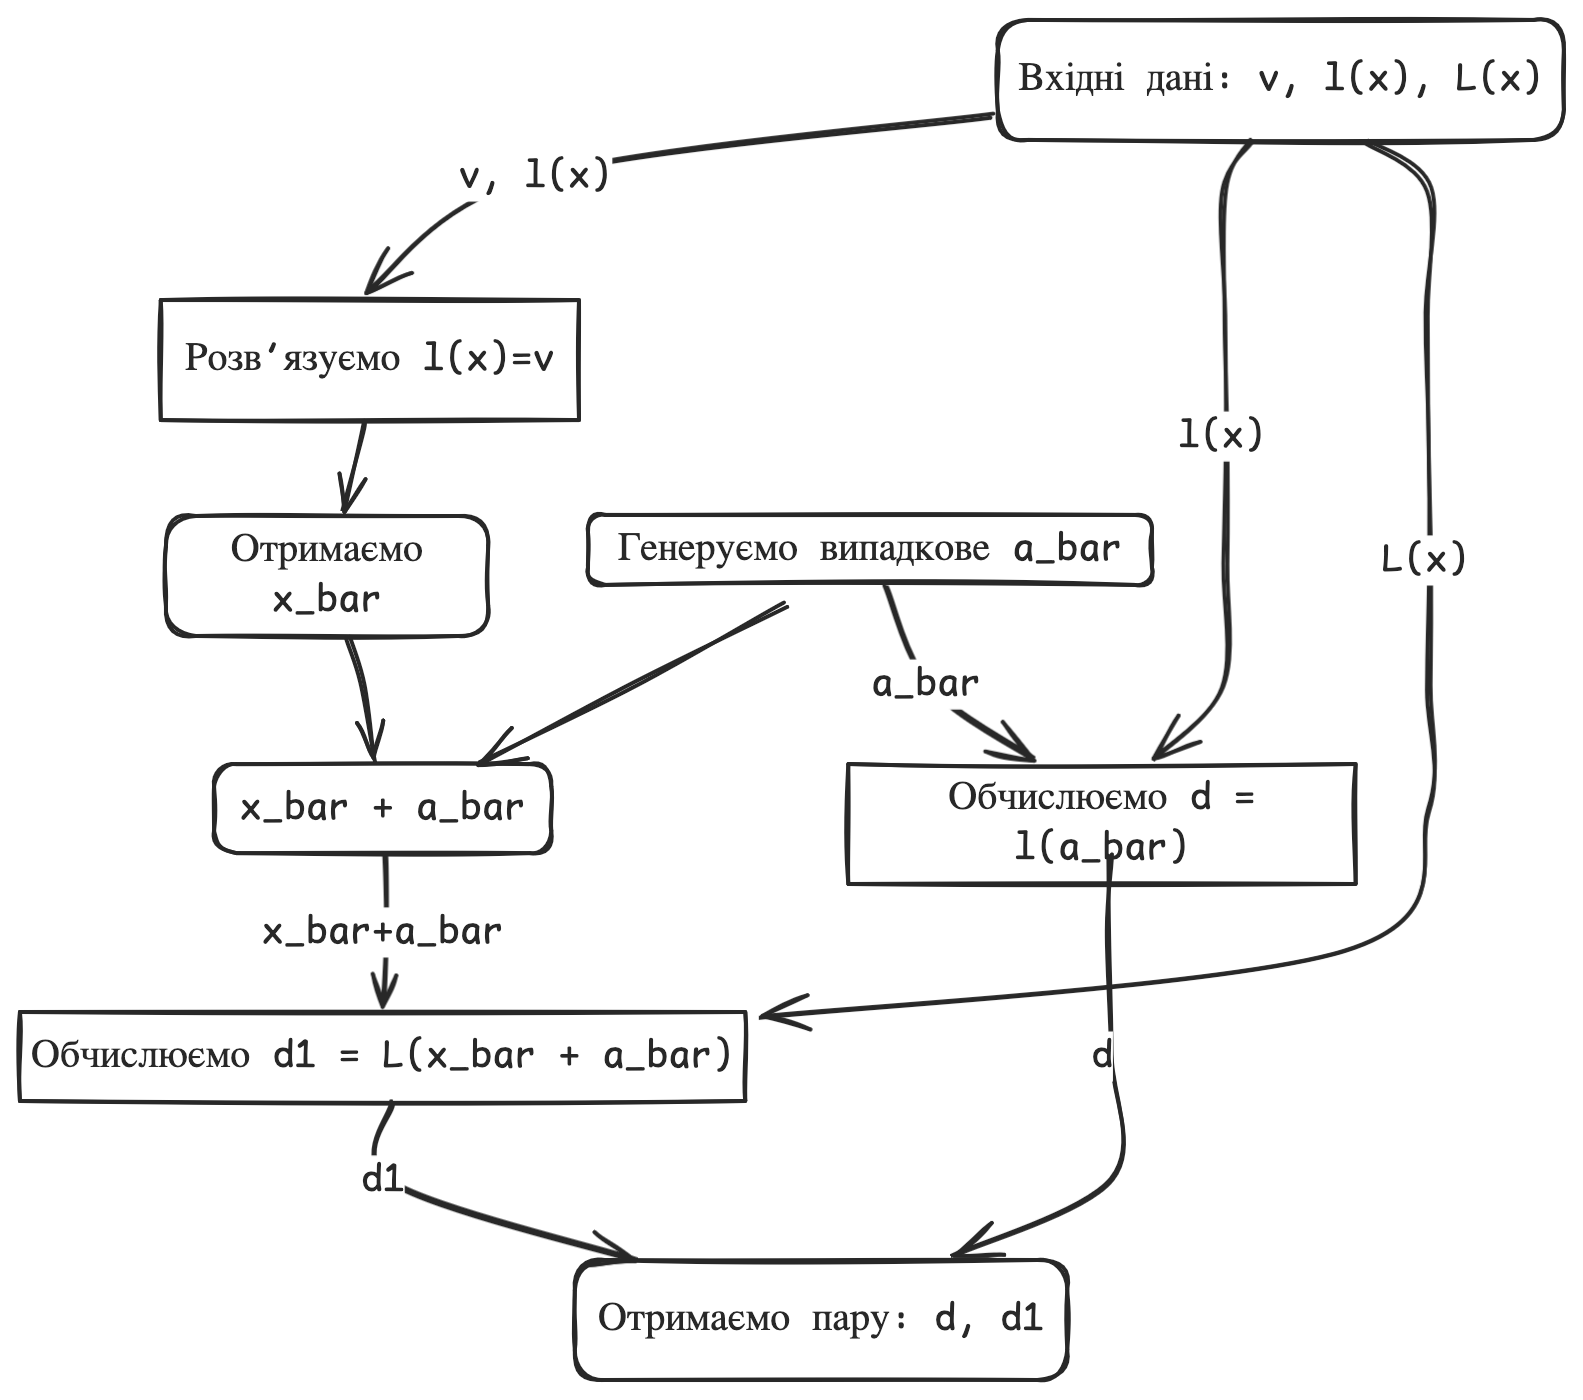 Вхідні дані: v, l(x), L(x)
v, l(x)
Розв’язуємо l(x)=v
l(x)
Отримаємо
x_bar
Генеруємо випадкове a_bar
L(x)
a_bar
x_bar + a_bar
Обчислюємо d =
l(a_bar)
x_bar+a_bar
Обчислюємо d1 = L(x_bar + a_bar)
d
d1
Отримаємо пару: d, d1